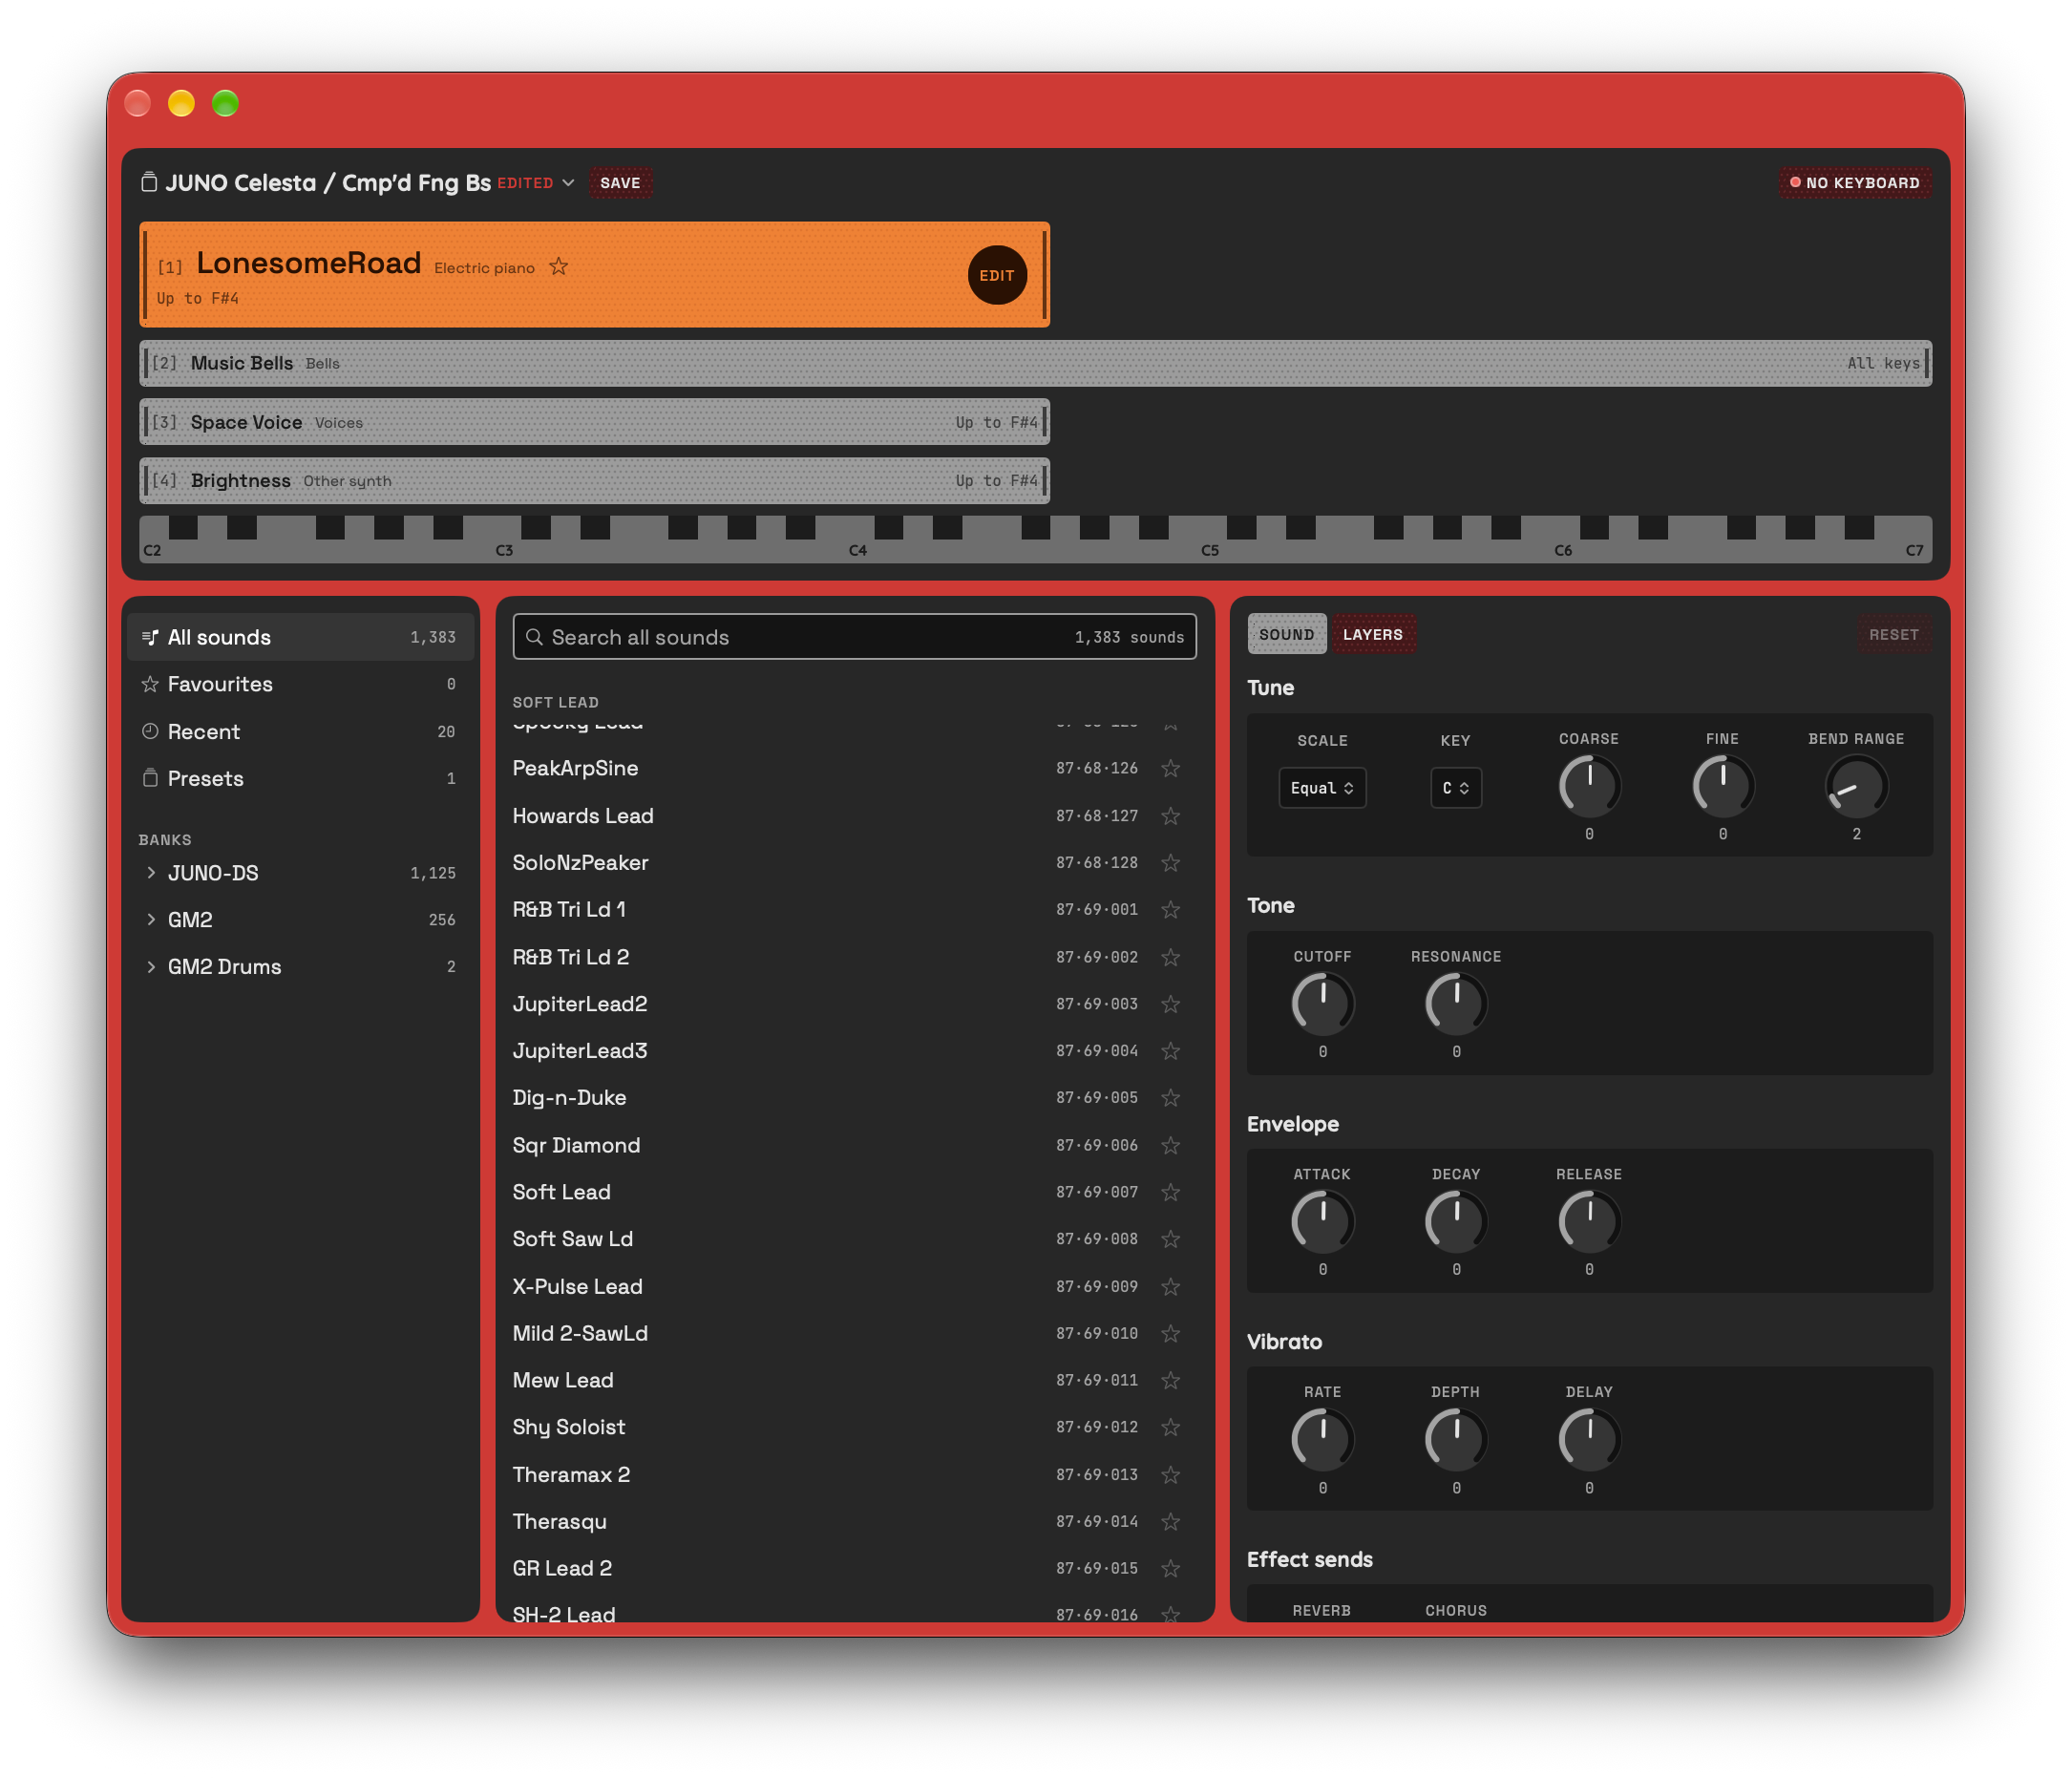 JUNO Celesta / Cmp'd Fng Bs EDITED SAVE NO KEYBOARD
[1] LonesomeRoad Electric piano EDIT
Up to F#4
[2] Music Bells Bells All keys
[3] Space Voice Voices Up to F#4
[4] Brightness Other synth Up to F#4
C2 C3 C4 C5 C6 C7
All sounds 1,383
Favourites 0
Recent 20
Presets 1
BANKS
JUNO-DS 1,125
GM2 256
GM2 Drums 2
Search all sounds 1,383 sounds
SOFT LEAD
Spooky Lead 87·68·125
PeakArpSine 87·68·126
Howards Lead 87·68·127
SoloNzPeaker 87·68·128
R&B Tri Ld 1 87·69·001
R&B Tri Ld 2 87·69·002
JupiterLead2 87·69·003
JupiterLead3 87·69·004
Dig-n-Duke 87·69·005
Sqr Diamond 87·69·006
Soft Lead 87·69·007
Soft Saw Ld 87·69·008
X-Pulse Lead 87·69·009
Mild 2-SawLd 87·69·010
Mew Lead 87·69·011
Shy Soloist 87·69·012
Theramax 2 87·69·013
Therasqu 87·69·014
GR Lead 2 87·69·015
SH-2 Lead 87·69·016
SOUND LAYERS RESET
Tune
SCALE KEY COARSE FINE BEND RANGE
Equal C
0 0 2
Tone
CUTOFF RESONANCE
0 0
Envelope
ATTACK DECAY RELEASE
0 0 0
Vibrato
RATE DEPTH DELAY
0 0 0
Effect sends
REVERB CHORUS